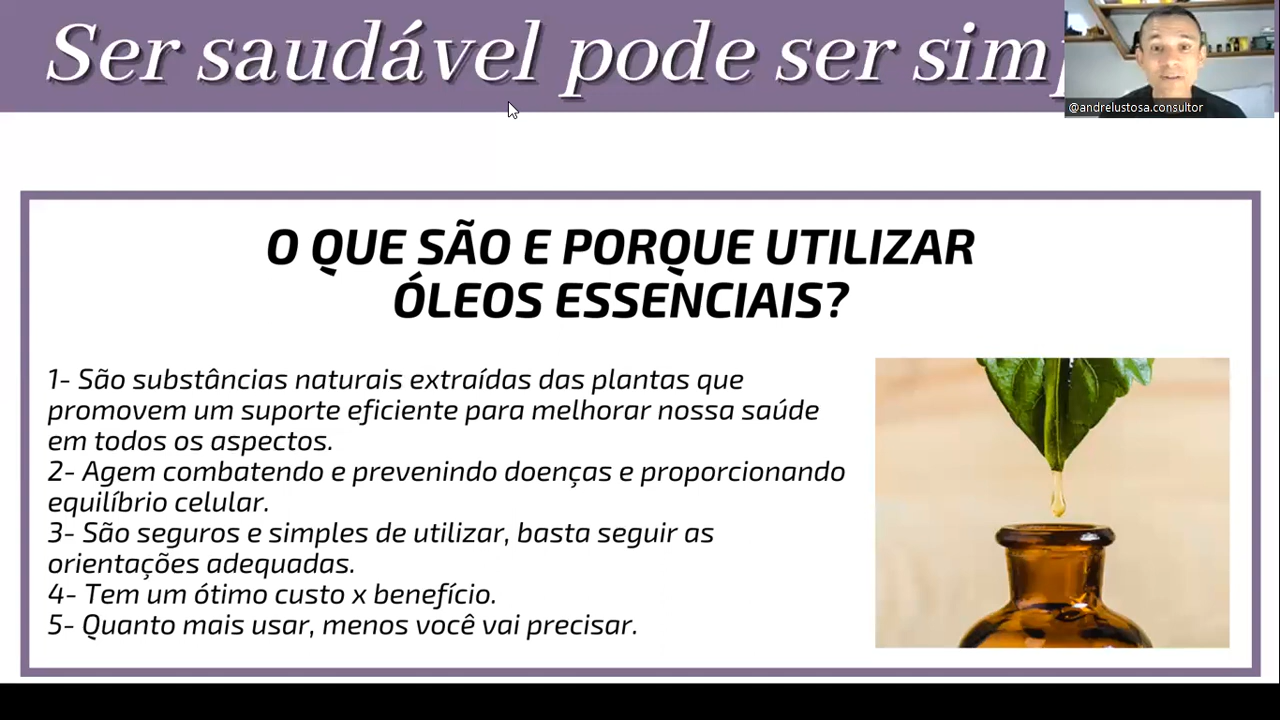 Ser saudável pode ser simp
@andrelustosa.consultor
O QUE SÃO E PORQUE UTILIZAR
ÓLEOS ESSENCIAIS?
1- São substâncias naturais extraídas das plantas que
promovem um suporte eficiente para melhorar nossa saúde
em todos os aspectos.
2- Agem combatendo e prevenindo doenças e proporcionando
equilíbrio celular.
3- São seguros e simples de utilizar, basta seguir as
orientações adequadas.
4- Tem um ótimo custo x benefício.
5- Quanto mais usar, menos você vai precisar.